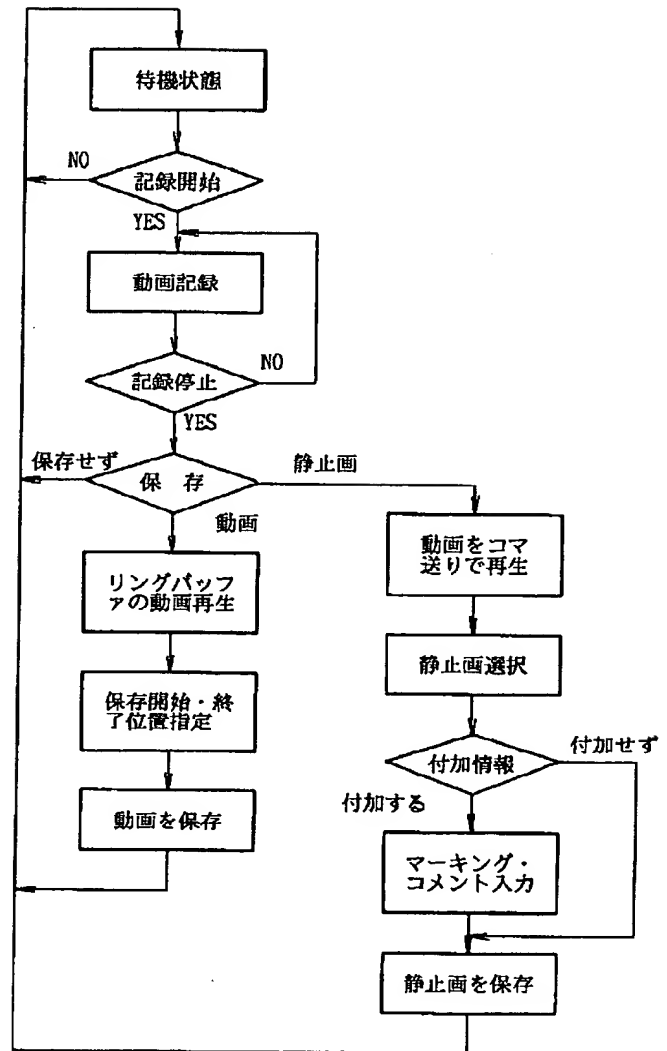 待機状態
NO
記録開始
YES
動画記録
NO
記録停止
YES
保存せず
保 存
静止画
動画
リングバッフ
ァの動画再生
保存開始・終
了位置指定
動画を保存
動画をコマ
送りで再生
静止画選択
付加せず
付加情報
付加する
マーキング・
コメント入力
静止画を保存